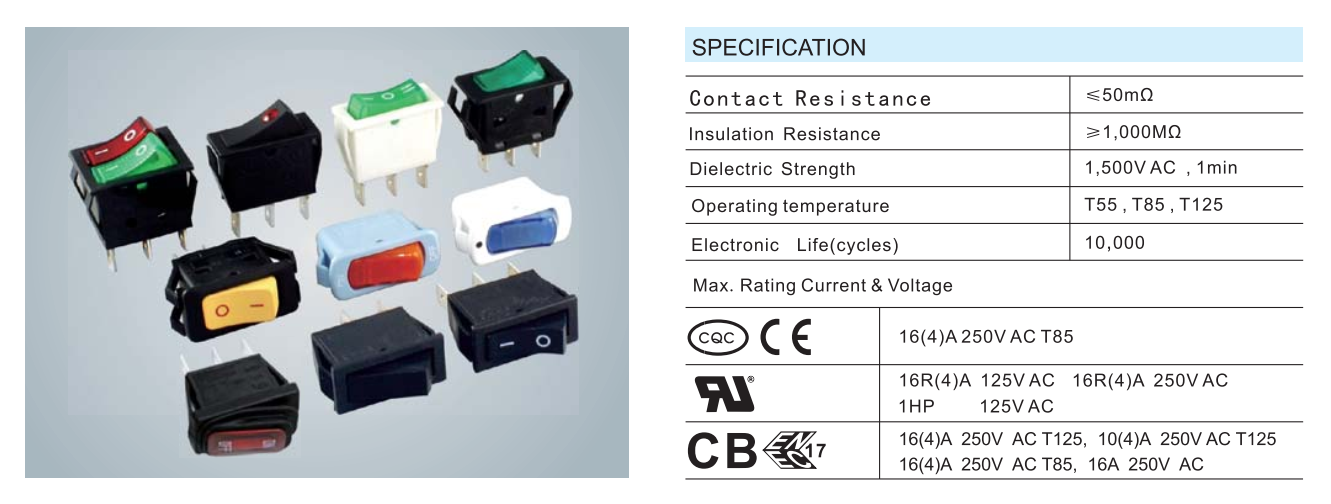 SPECIFICATION
Contact Resistance ≤50mΩ
Insulation Resistance ≥1,000MΩ
Dielectric Strength 1,500V AC , 1min
Operating temperature T55 , T85 , T125
Electronic Life(cycles) 10,000
Max. Rating Current & Voltage
CQC CE 16(4)A 250V AC T85
RU® 16R(4)A 125V AC 16R(4)A 250V AC
1HP 125V AC
CB ENEC 17 16(4)A 250V AC T125, 10(4)A 250V AC T125
16(4)A 250V AC T85, 16A 250V AC